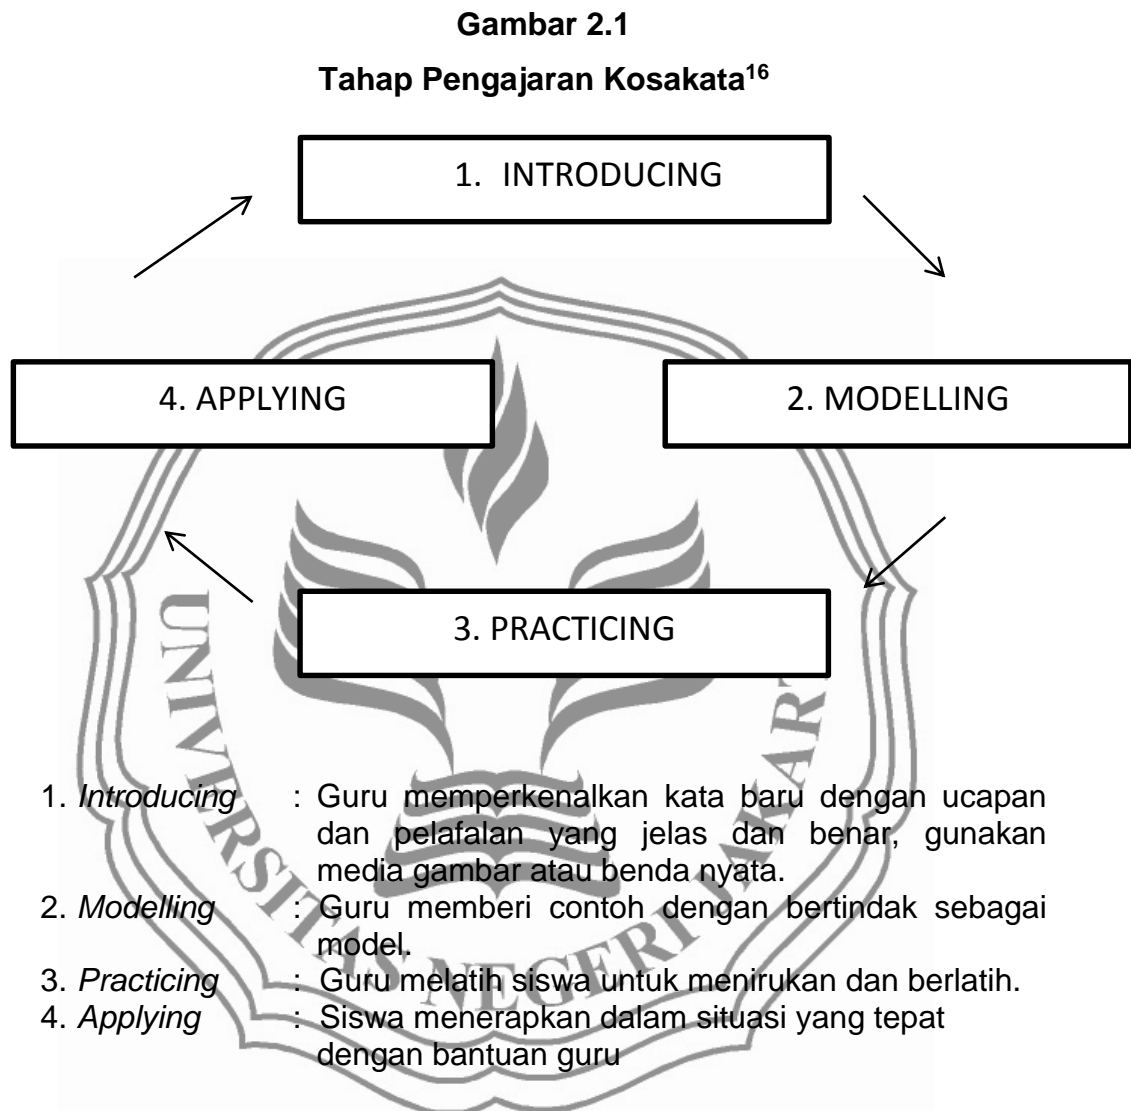 Gambar 2.1
Tahap Pengajaran Kosakata16
1. INTRODUCING
4. APPLYING
2. MODELLING
3. PRACTICING
1. Introducing : Guru memperkenalkan kata baru dengan ucapan
dan pelafalan yang jelas dan benar, gunakan
media gambar atau benda nyata.
2. Modelling : Guru memberi contoh dengan bertindak sebagai
model.
3. Practicing : Guru melatih siswa untuk menirukan dan berlatih.
4. Applying : Siswa menerapkan dalam situasi yang tepat
dengan bantuan guru
UNIVERSITAS NEGERI JAKART